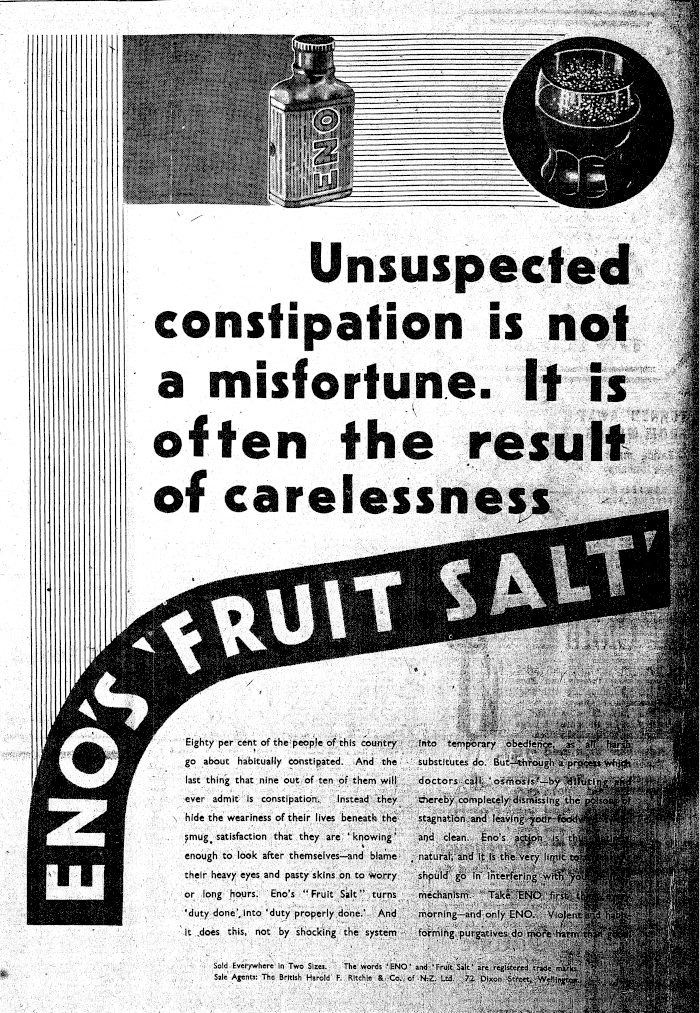 ENO
Unsuspected
constipation is not
a misfortune. It is
often the result
of carelessness
ENO'S 'FRUIT SALT'
Eighty per cent of the people of this country
go about habitually constipated. And the
last thing that nine out of ten of them will
ever admit is constipation. Instead they
hide the weariness of their lives beneath the
smug satisfaction that they are 'knowing'
enough to look after themselves—and blame
their heavy eyes and pasty skins on to worry
or long hours. Eno's "Fruit Salt" turns
'duty done', into 'duty properly done.' And
it does this, not by shocking the system
into temporary obedience, as all harsh
substitutes do. But—through a process which
doctors call 'osmosis'—by diluting and
thereby completely dismissing the poisons of
stagnation and leaving your
and clean. Eno's action is
natural, and it is the very limit to
should go in interfering with
mechanism. Take ENO first
morning—and only ENO. Violent
forming purgatives do more harm than good.
Sold Everywhere in Two Sizes. The words 'ENO' and 'Fruit Salt' are registered trade marks.
Sale Agents: The British Harold F. Ritchie & Co., of N.Z. Ltd. 72 Dixon Street, Wellington